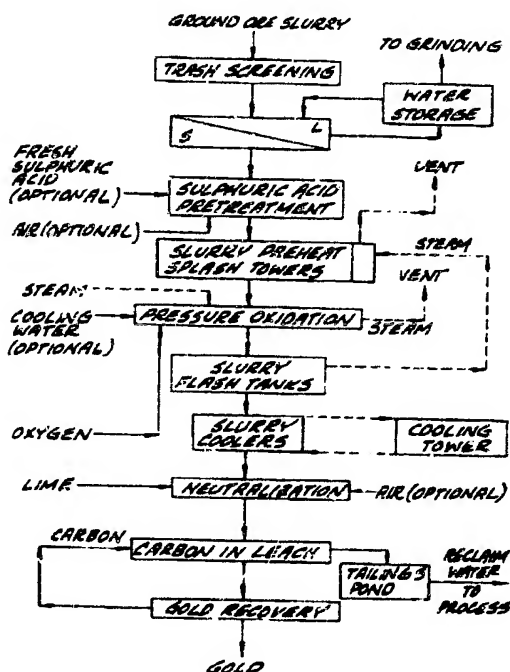 GROUND ORE SLURRY
TO GRINDING
TRASH SCREENING
WATER
STORAGE
S
L
FRESH
SULPHURIC
ACID
(OPTIONAL)
SULPHURIC ACID
PRETREATMENT
VENT
AIR (OPTIONAL)
SLURRY PREHEAT
SPLASH TOWERS
STEAM
STEAM
VENT
COOLING
WATER
(OPTIONAL)
PRESSURE OXIDATION
STEAM
SLURRY
FLASH TANKS
OXYGEN
SLURRY
COOLERS
COOLING
TOWER
LIME
NEUTRALIZATION
AIR (OPTIONAL)
CARBON
CARBON IN LEACH
TAILINGS
POND
RECLAIM
WATER
TO
PROCESS
GOLD RECOVERY
GOLD